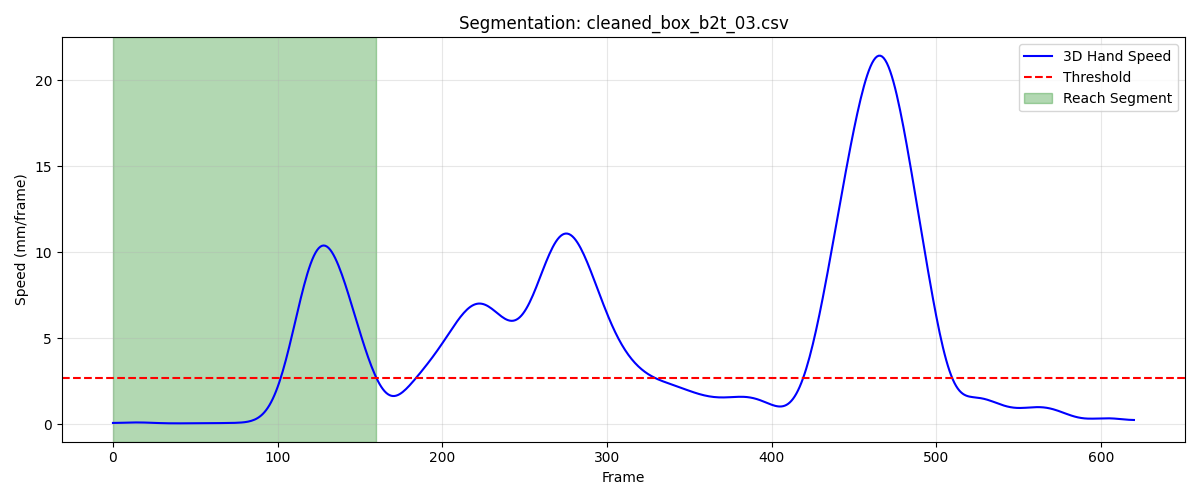 Segmentation: cleaned_box_b2t_03.csv
3D Hand Speed
Threshold
Reach Segment
Speed (mm/frame)
20
15
10
5
0
0 100 200 300 400 500 600
Frame